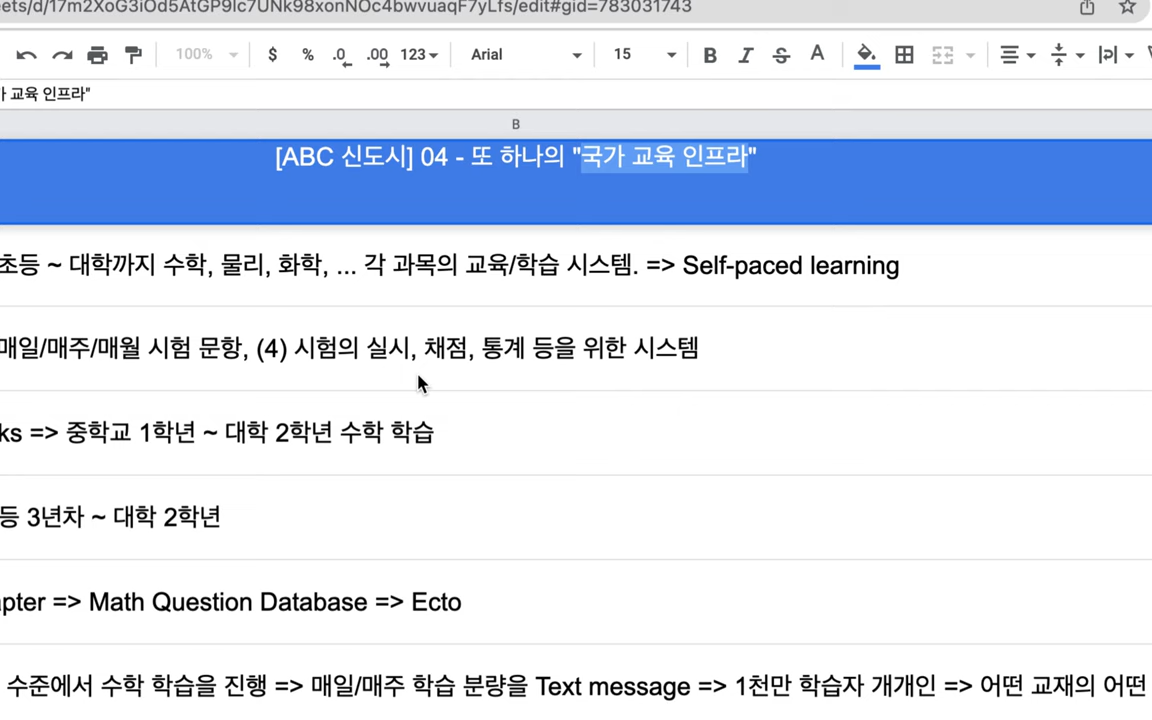 ets/d/17m2XoG3iOd5AtGP9Ic7UNk98xonNOc4bwvuaqF7yLfs/edit#gid=783031743
100% $ % .0 .00 123 Arial 15 B I S A
가 교육 인프라"
B
[ABC 신도시] 04 - 또 하나의 "국가 교육 인프라"
초등 ~ 대학까지 수학, 물리, 화학, ... 각 과목의 교육/학습 시스템. => Self-paced learning
매일/매주/매월 시험 문항, (4) 시험의 실시, 채점, 통계 등을 위한 시스템
ks => 중학교 1학년 ~ 대학 2학년 수학 학습
등 3년차 ~ 대학 2학년
apter => Math Question Database => Ecto
수준에서 수학 학습을 진행 => 매일/매주 학습 분량을 Text message => 1천만 학습자 개개인 => 어떤 교재의 어떤